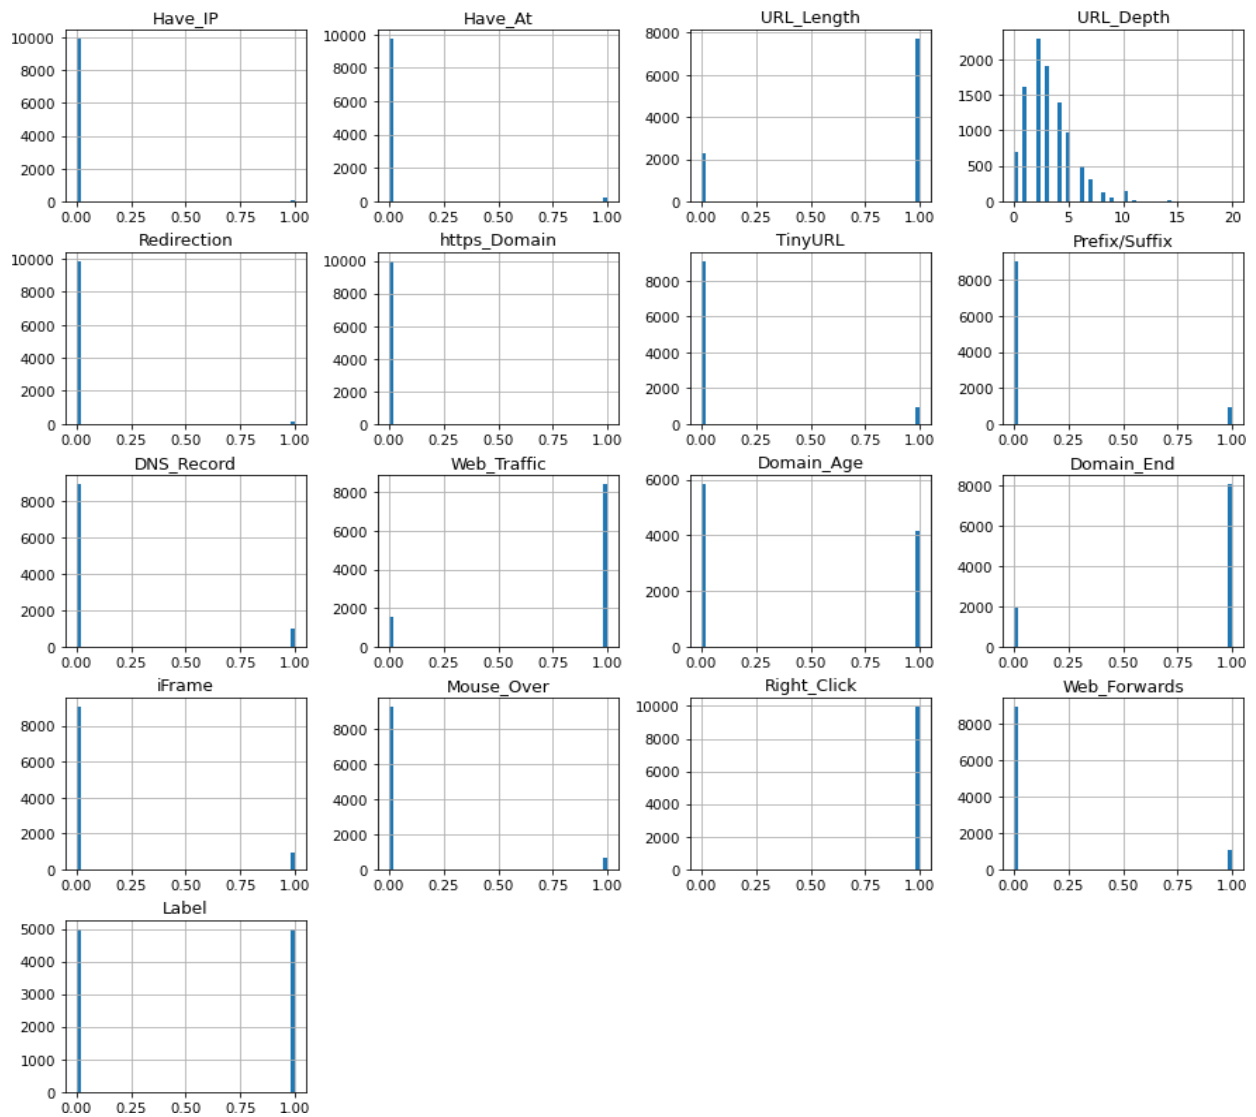 Have_IP Have_At URL_Length URL_Depth
10000 8000 6000 4000 2000 0
0.00 0.25 0.50 0.75 1.00
10000 8000 6000 4000 2000 0
0.00 0.25 0.50 0.75 1.00
8000 6000 4000 2000 0
0.00 0.25 0.50 0.75 1.00
2000 1500 1000 500 0
0 5 10 15 20
Redirection https_Domain TinyURL Prefix/Suffix
10000 8000 6000 4000 2000 0
0.00 0.25 0.50 0.75 1.00
10000 8000 6000 4000 2000 0
0.00 0.25 0.50 0.75 1.00
8000 6000 4000 2000 0
0.00 0.25 0.50 0.75 1.00
8000 6000 4000 2000 0
0.00 0.25 0.50 0.75 1.00
DNS_Record Web_Traffic Domain_Age Domain_End
8000 6000 4000 2000 0
0.00 0.25 0.50 0.75 1.00
8000 6000 4000 2000 0
0.00 0.25 0.50 0.75 1.00
6000 4000 2000 0
0.00 0.25 0.50 0.75 1.00
8000 6000 4000 2000 0
0.00 0.25 0.50 0.75 1.00
iFrame Mouse_Over Right_Click Web_Forwards
8000 6000 4000 2000 0
0.00 0.25 0.50 0.75 1.00
8000 6000 4000 2000 0
0.00 0.25 0.50 0.75 1.00
10000 8000 6000 4000 2000 0
0.00 0.25 0.50 0.75 1.00
8000 6000 4000 2000 0
0.00 0.25 0.50 0.75 1.00
Label
5000 4000 3000 2000 1000 0
0.00 0.25 0.50 0.75 1.00